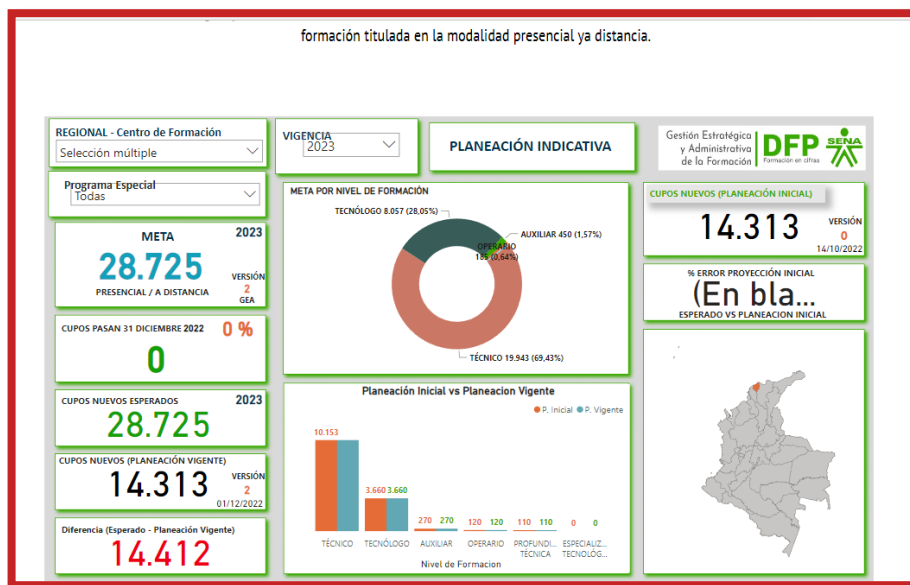 formación titulada en la modalidad presencial ya distancia.
REGIONAL - Centro de Formación
Selección múltiple
VIGENCIA
2023
PLANEACIÓN INDICATIVA
Gestión Estratégica
y Administrativa
de la Formación
DFP
Formación en cifras
SENA
Programa Especial
Todas
META
2023
28.725
PRESENCIAL / A DISTANCIA
VERSIÓN
2
GEA
CUPOS PASAN 31 DICIEMBRE 2022
0 %
0
CUPOS NUEVOS ESPERADOS
2023
28.725
CUPOS NUEVOS (PLANEACIÓN VIGENTE)
14.313
VERSIÓN
2
01/12/2022
Diferencia (Esperado - Planeación Vigente)
14.412
META POR NIVEL DE FORMACIÓN
TECNÓLOGO 8.057 (28,05%)
AUXILIAR 450 (1,57%)
OPERARIO
185 (0,64%)
TÉCNICO 19.943 (69,43%)
Planeación Inicial vs Planeacion Vigente
P. Inicial P. Vigente
10.153
3.660 3.660
270 270
120 120
110 110
0 0
TÉCNICO
TECNÓLOGO
AUXILIAR
OPERARIO
PROFUNDI...
TÉCNICA
ESPECIALIZ...
TECNOLÓG...
Nivel de Formacion
CUPOS NUEVOS (PLANEACIÓN INICIAL)
14.313
VERSIÓN
0
14/10/2022
% ERROR PROYECCIÓN INICIAL
(En bla...
ESPERADO VS PLANEACION INICIAL